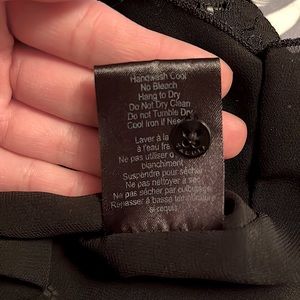 Handwash Cool
No Bleach
Hang to Dry
Do Not Dry Clean
Do Not Tumble Dry
Cool Iron if Nee
Laver à la
à l'eau fra
Ne pas utiliser
blanchiment
Suspendre pour sécher
Ne pas nettoyer à sec
Ne pas sécher par culbutage
Repasser à basse température
si requis